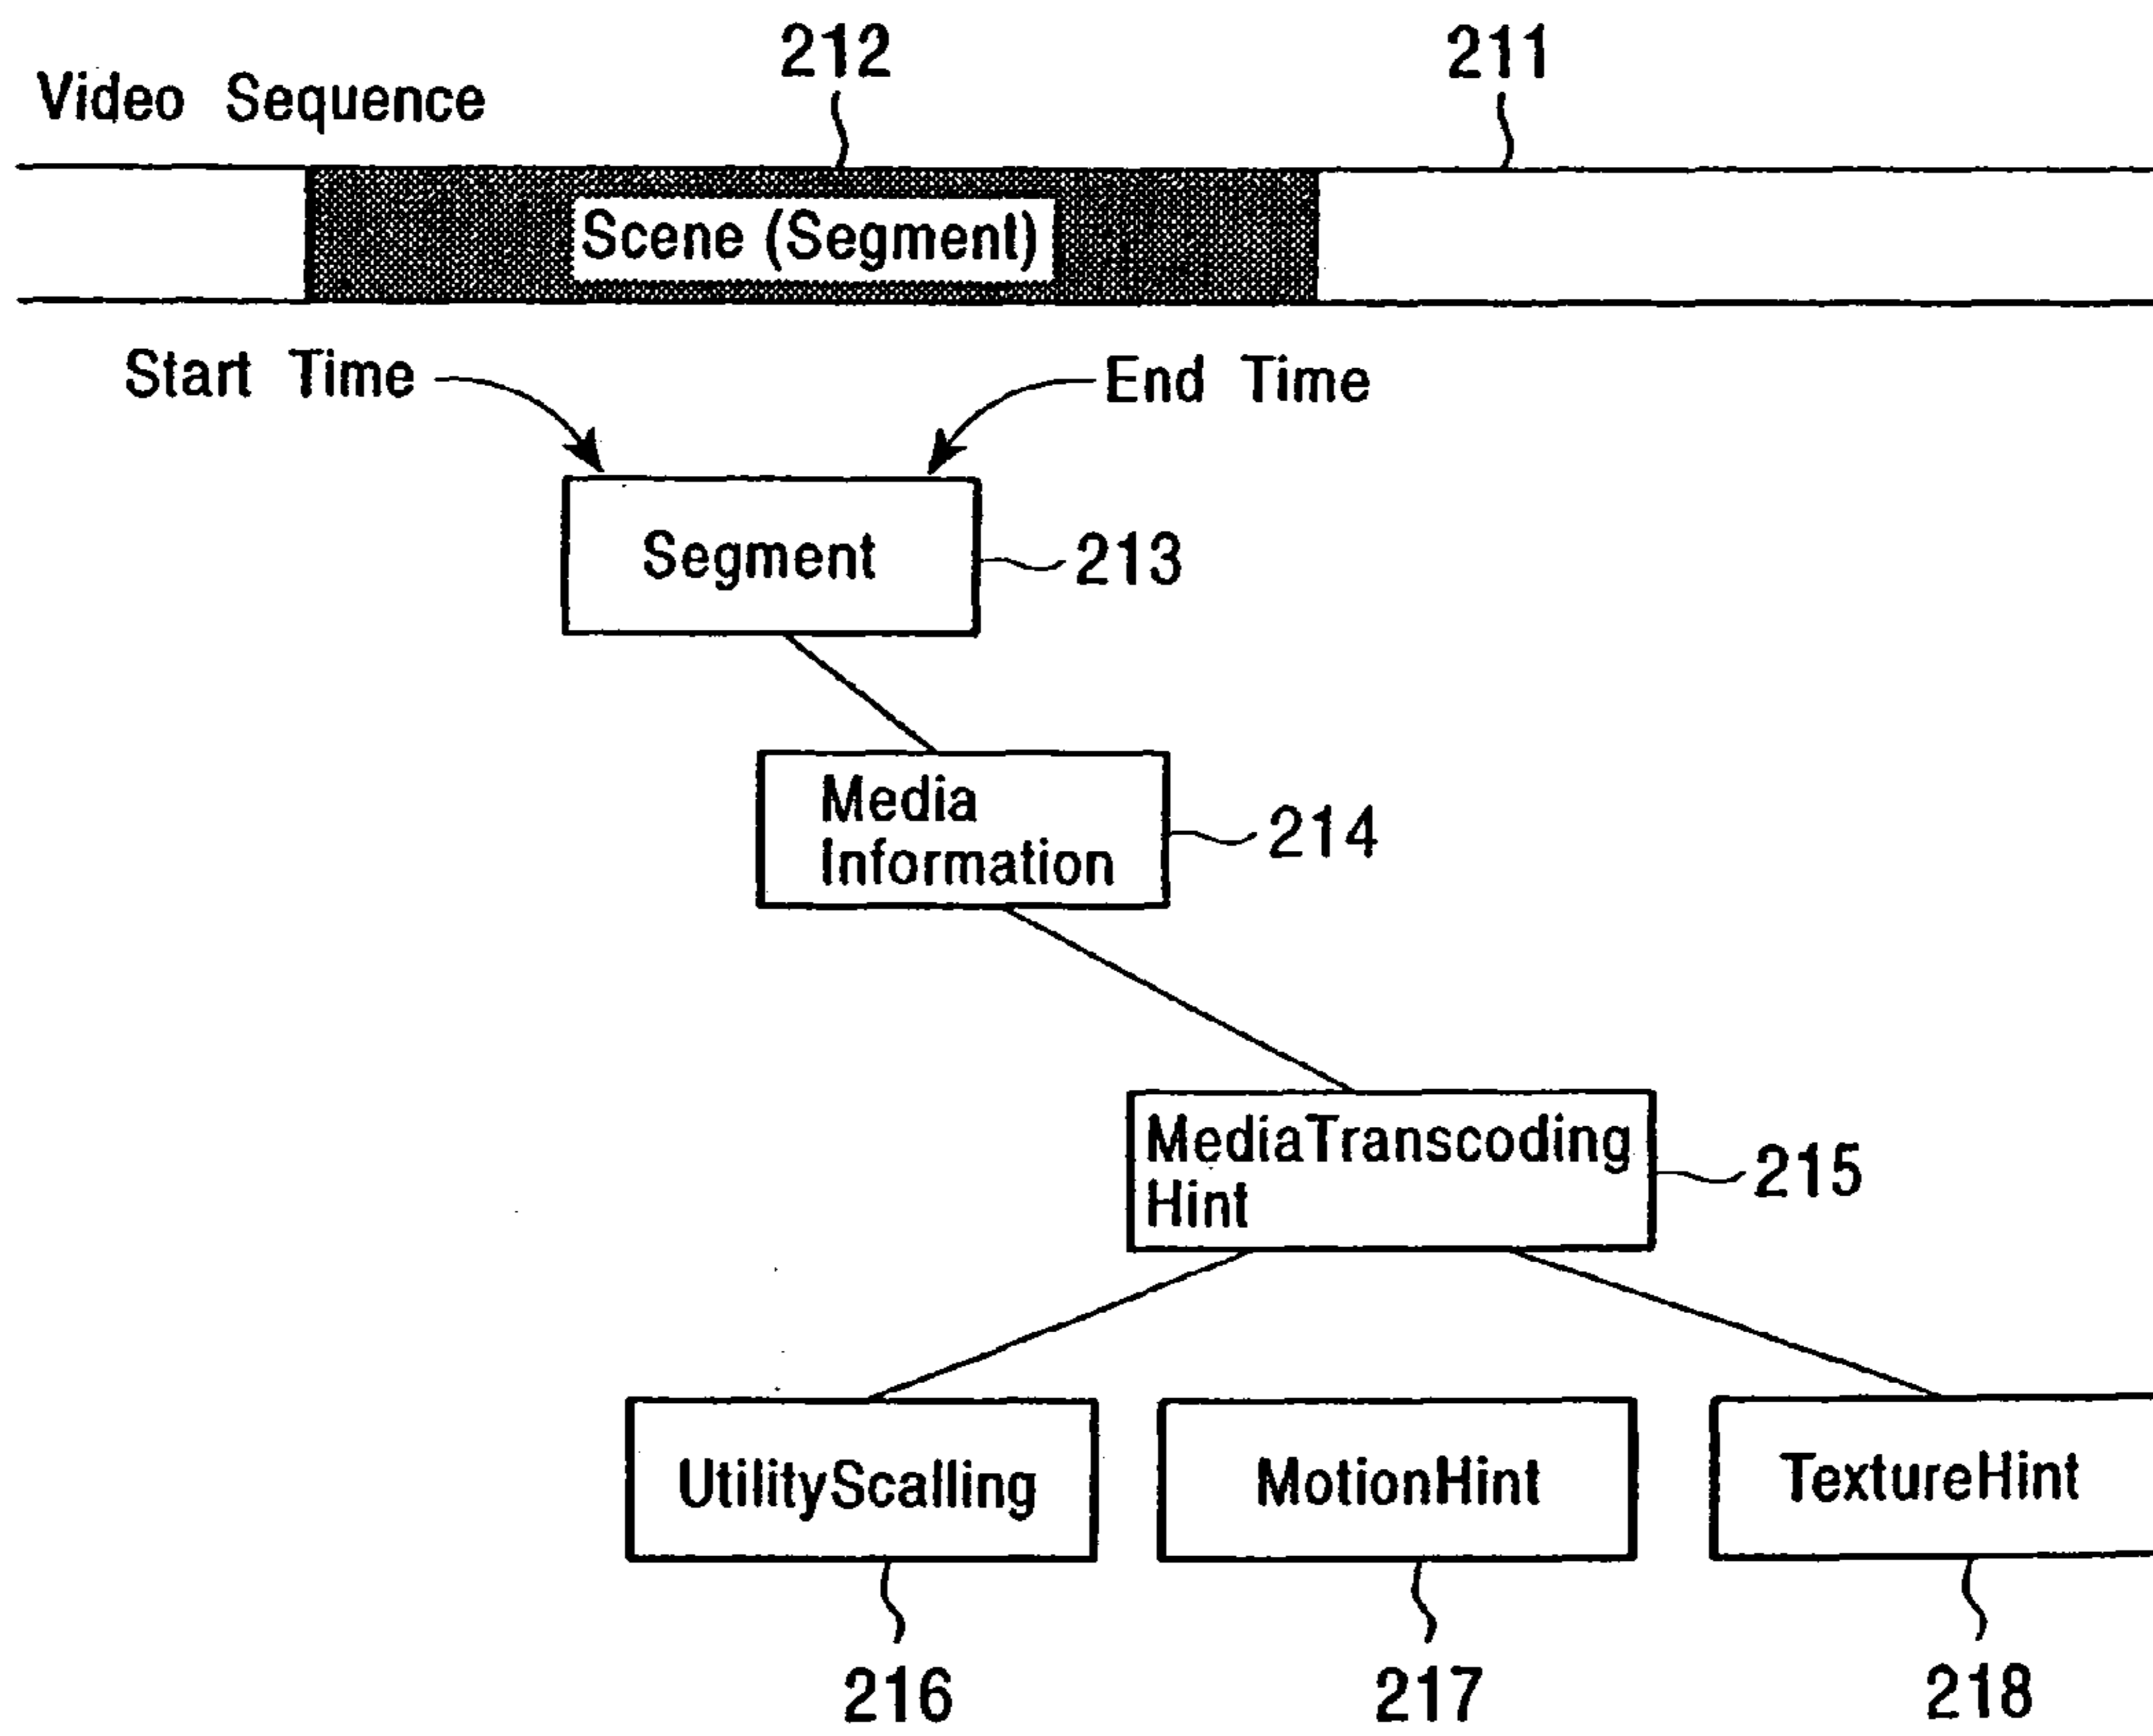 212
211
Video Sequence
Scene (Segment)
Start Time
End Time
Segment
213
Media
Information
214
MediaTranscoding
Hint
215
UtilityScalling
MotionHint
TextureHint
216
217
218